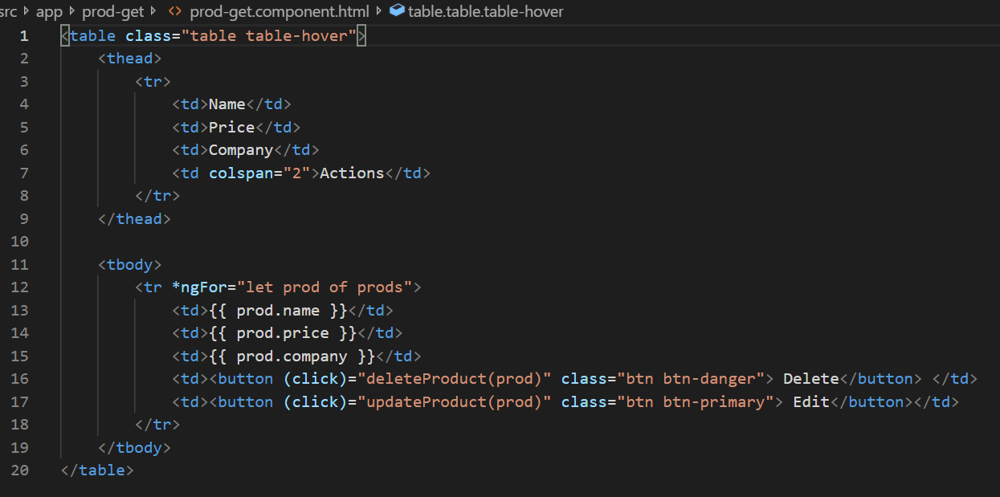 src › app › prod-get › <> prod-get.component.html › table.table.table-hover
1 <table class="table table-hover">
2 <thead>
3 <tr>
4 <td>Name</td>
5 <td>Price</td>
6 <td>Company</td>
7 <td colspan="2">Actions</td>
8 </tr>
9 </thead>
10
11 <tbody>
12 <tr *ngFor="let prod of prods">
13 <td>{{ prod.name }}</td>
14 <td>{{ prod.price }}</td>
15 <td>{{ prod.company }}</td>
16 <td><button (click)="deleteProduct(prod)" class="btn btn-danger"> Delete</button> </td>
17 <td><button (click)="updateProduct(prod)" class="btn btn-primary"> Edit</button></td>
18 </tr>
19 </tbody>
20 </table>